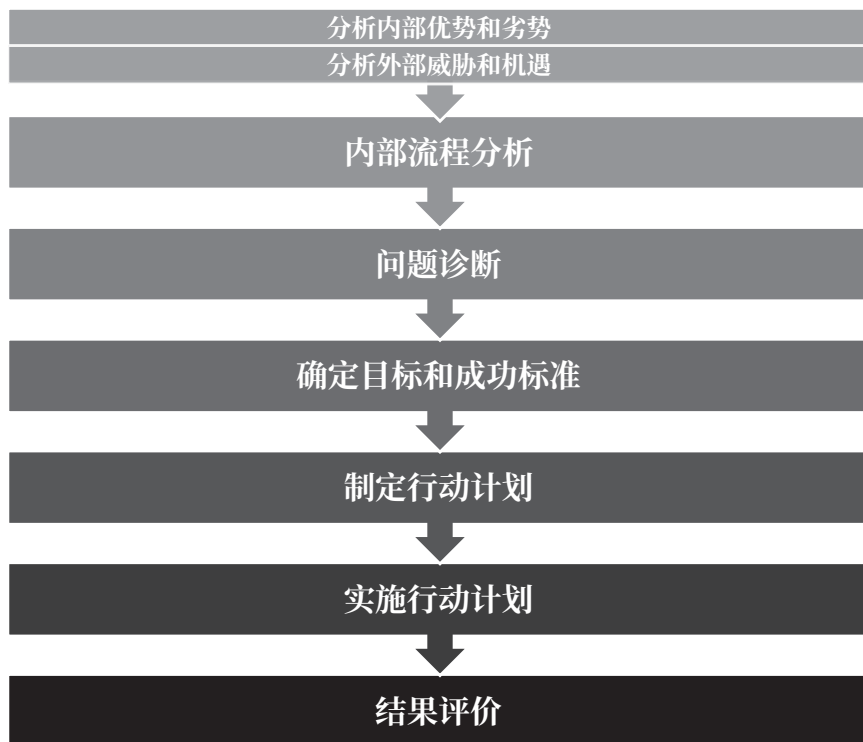 分析内部优势和劣势
分析外部威胁和机遇
内部流程分析
问题诊断
确定目标和成功标准
制定行动计划
实施行动计划
结果评价